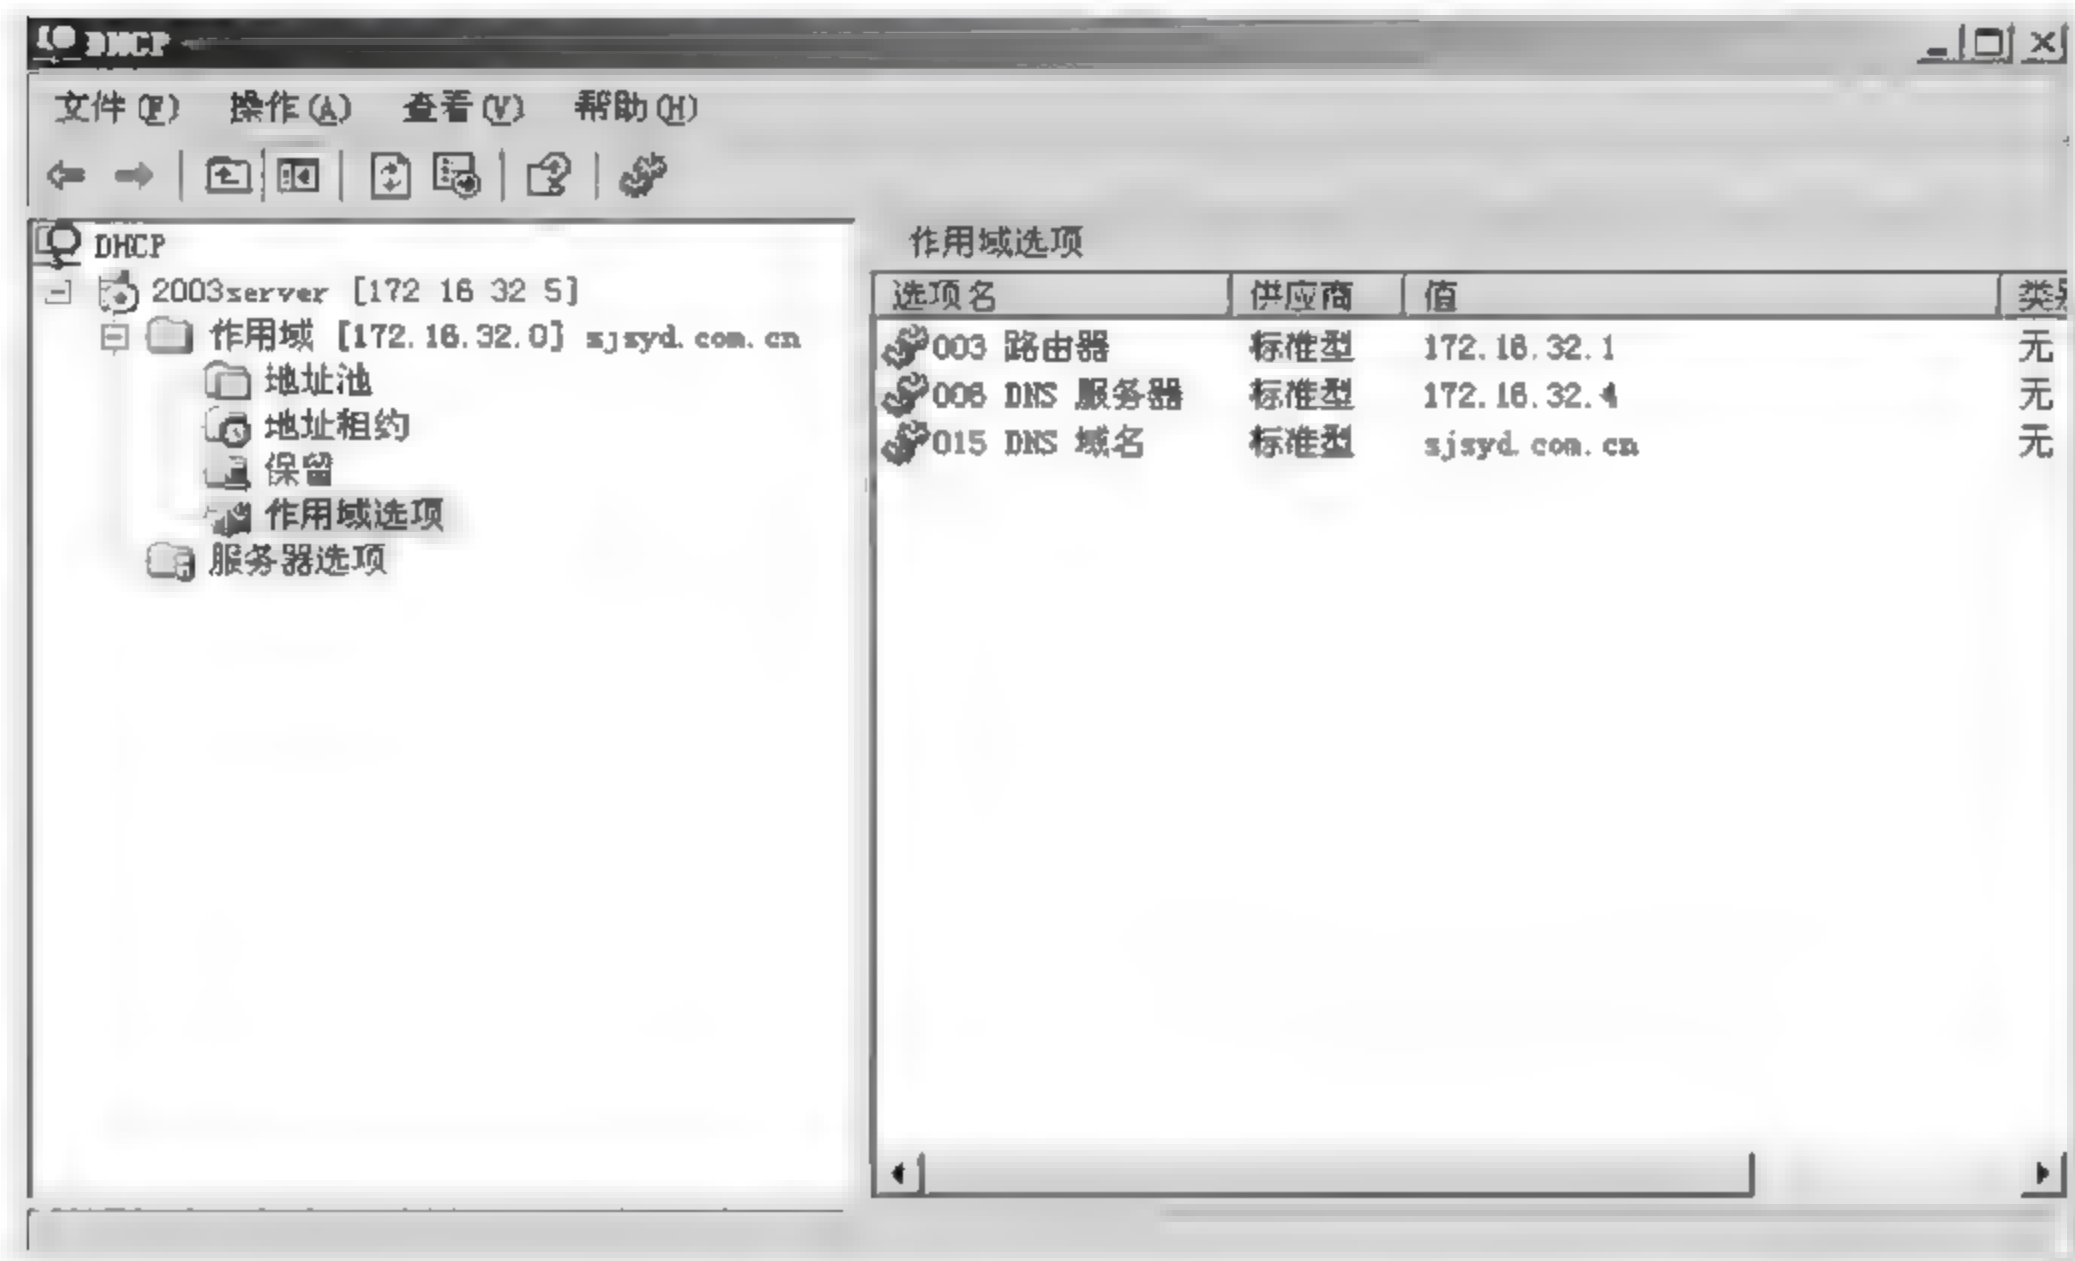 DHCP
文件(F) 操作(A) 查看(V) 帮助(H)
DHCP
2003server [172 16 32 5]
作用域 [172.16.32.0] sjsyd.com.cn
地址池
地址租约
保留
作用域选项
服务器选项
作用域选项
选项名 供应商 值 类别
003 路由器 标准型 172.16.32.1 无
006 DNS 服务器 标准型 172.16.32.4 无
015 DNS 域名 标准型 sjsyd.com.cn 无